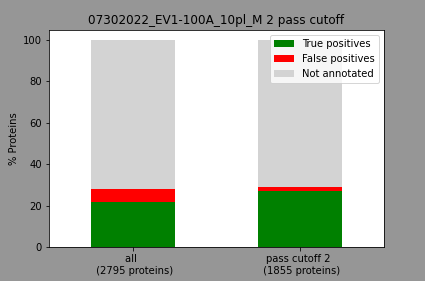 07302022_EV1-100A_10pl_M 2 pass cutoff
True positives
False positives
Not annotated
% Proteins
100
80
60
40
20
0
all
(2795 proteins)
pass cutoff 2
(1855 proteins)